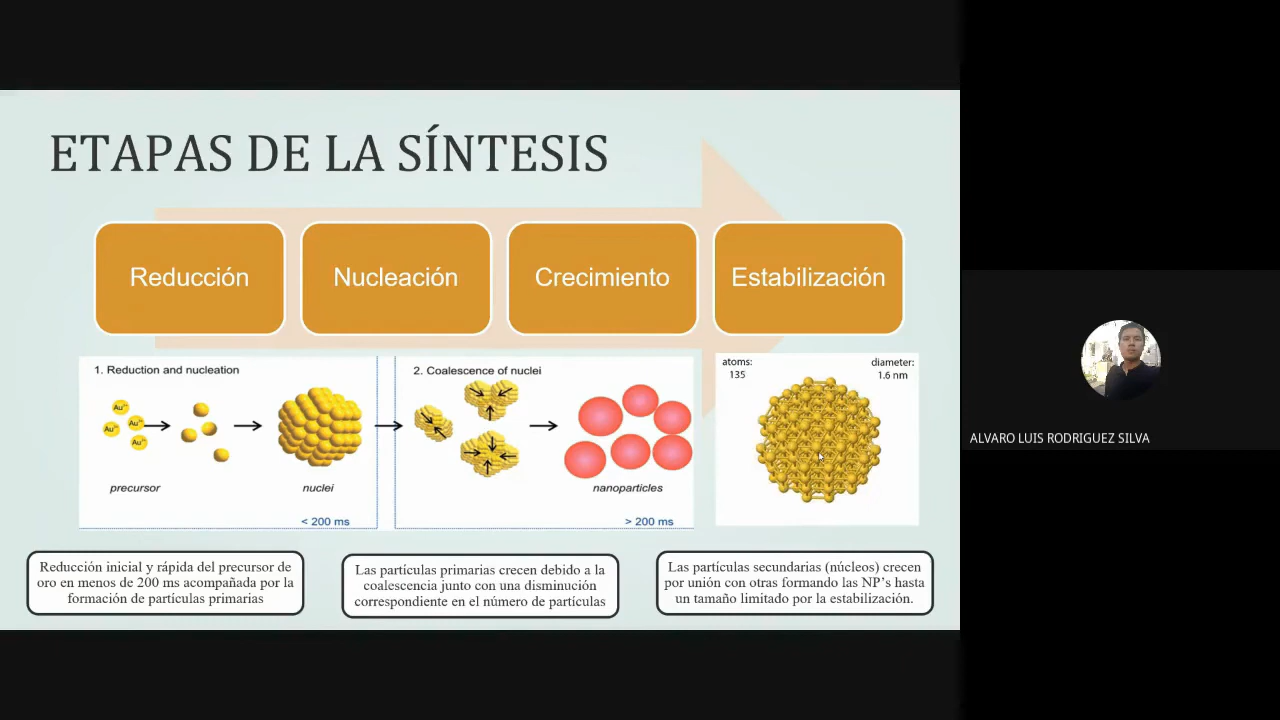 ETAPAS DE LA SÍNTESIS
Reducción
Nucleación
Crecimiento
Estabilización
1. Reduction and nucleation
precursor
nuclei
< 200 ms
2. Coalescence of nuclei
nanoparticles
> 200 ms
atoms:
135
diameter:
1.6 nm
Reducción inicial y rápida del precursor de
oro en menos de 200 ms acompañada por la
formación de partículas primarias
Las partículas primarias crecen debido a la
coalescencia junto con una disminución
correspondiente en el número de partículas
Las partículas secundarias (núcleos) crecen
por unión con otras formando las NP’s hasta
un tamaño limitado por la estabilización.
ALVARO LUIS RODRIGUEZ SILVA